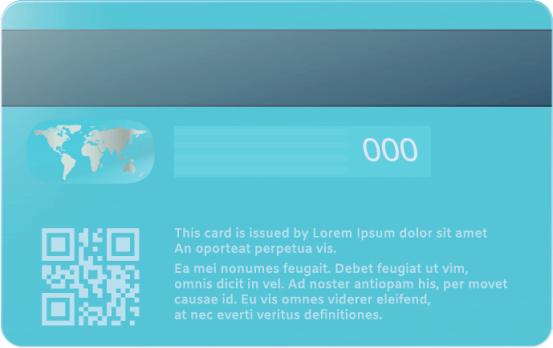 000
This card is issued by Lorem Ipsum dolor sit amet
An oporteat perpetua vis.
Ea mei nonumes feugait. Debet feugiat ut vim,
omnis dicit in vel. Ad noster antiopam his, per movet
causae id. Eu vis omnes viderer eleifend,
at nec everti veritus definitiones.